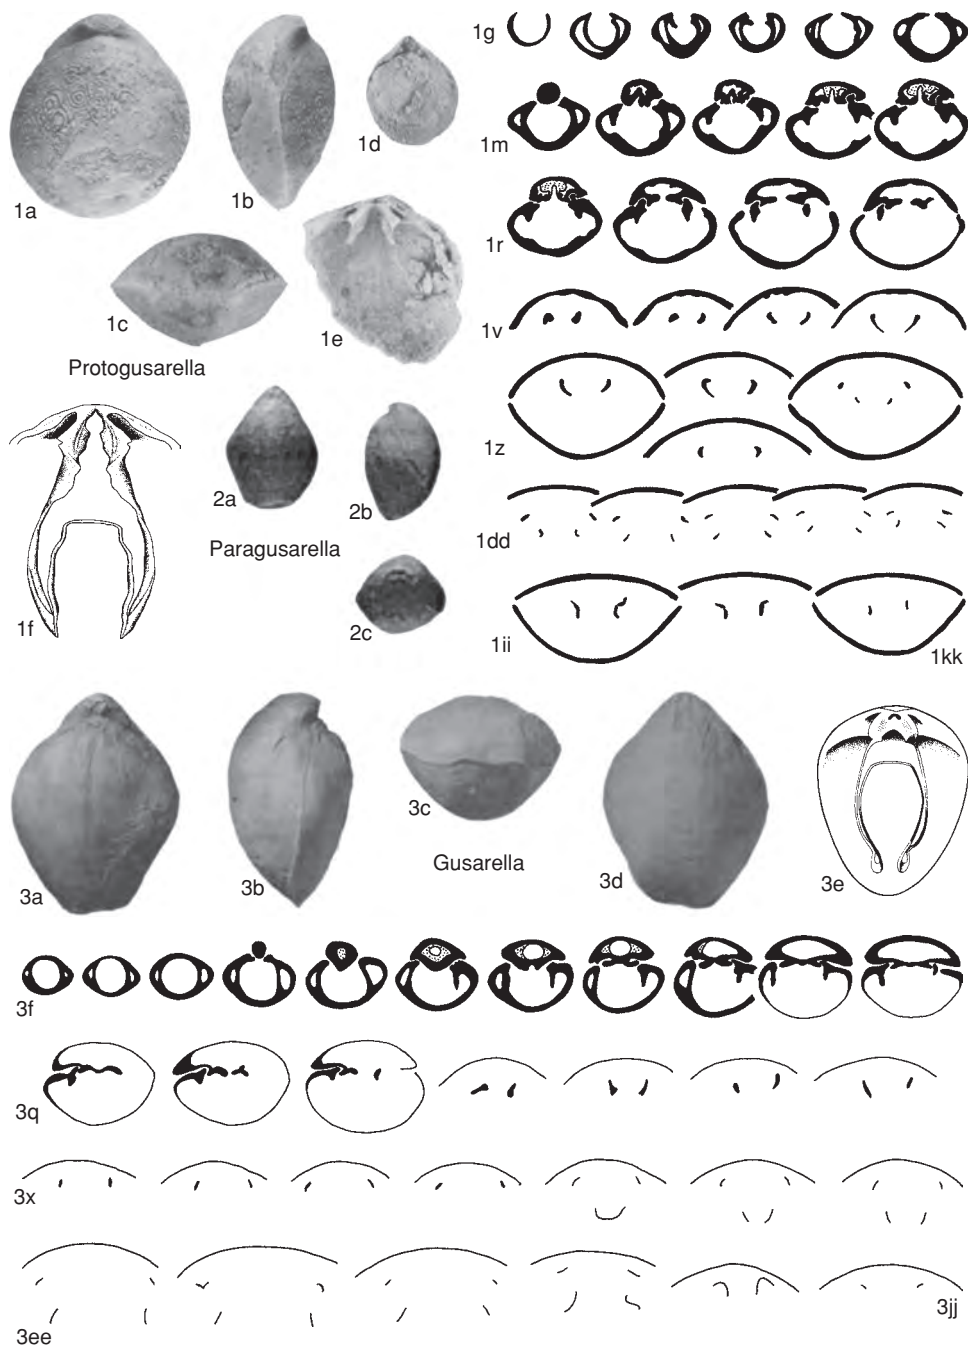 1a
1b
1d
1c
1e
Protogusarella
1f
2a
2b
Paragusarella
2c
1g
1m
1r
1v
1z
1dd
1ii
1kk
3a
3b
3c
Gusarella
3d
3e
3f
3q
3x
3ee
3jj